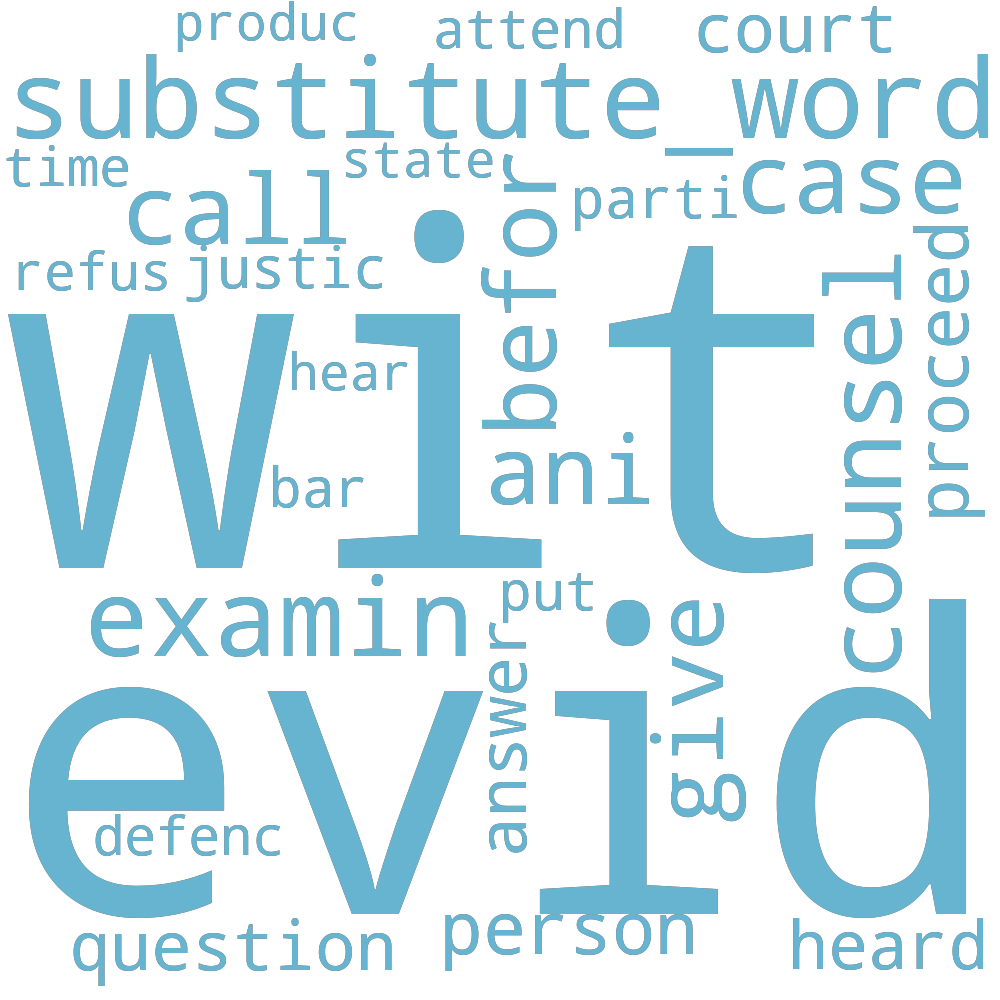 produc
attend
court
substitute_word
time
state
call
parti
case
refus
justic
befor
wit
hear
counsel
proceed
bar
ani
examin
put
answer
give
evid
defenc
question
person
heard